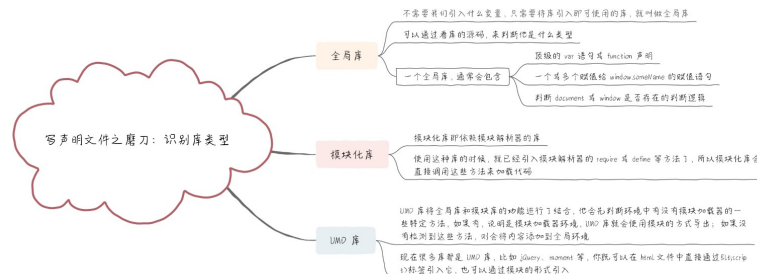 写声明文件之磨刀：识别库类型
全局库
不需要我们引入什么变量，只需要将库引入即可使用的库，就叫做全局库
可以通过看库的源码，来判断他是什么类型
一个全局库，通常会包含
顶级的 var 语句或 function 声明
一个或多个赋值给 window.someName 的赋值语句
判断 document 或 window 是否存在的判断逻辑
模块化库
模块化库即依赖模块解析器的库
使用这种库的时候，就已经引入模块解析器的 require 或 define 等方法了，所以模块化库会
直接调用这些方法来加载代码
UMD 库
UMD 库将全局库和模块库的功能进行了结合，他会先判断环境中有没有模块加载器的一
些特定方法，如果有，说明是模块加载器环境，UMD 库就会使用模块的方式导出；如果没
有检测到这些方法，则会将内容添加到全局环境
现在很多库都是 UMD 库，比如 jQuery、moment 等，你既可以在 html 文件中直接通过&lt;scrip
t>标签引入它，也可以通过模块的形式引入